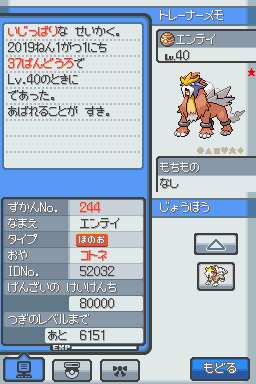 いじっぱりな せいかく。
2019ねん1がつ1にち
37ばんどうろで
Lv.40のときに
であった。
あばれることが すき。
トレーナーメモ
エンテイ
Lv.40
もちもの
なし
じょうほう
ずかんNo. 244
なまえ エンテイ
タイプ ほのお
おや コトネ
IDNo. 52032
げんざいの けいけんち
80000
つぎのレベルまで
あと 6151
EXP
もどる